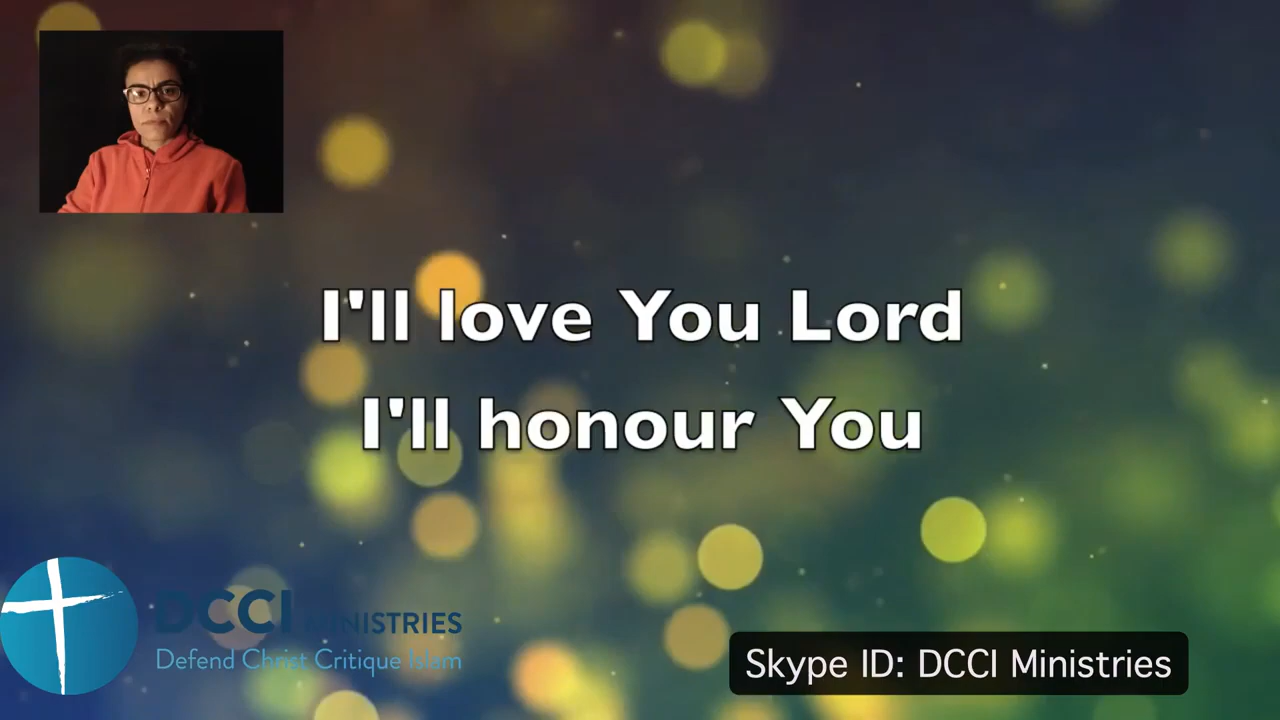 I'll love You Lord
I'll honour You
DCCI MINISTRIES
Defend Christ Critique Islam
Skype ID: DCCI Ministries